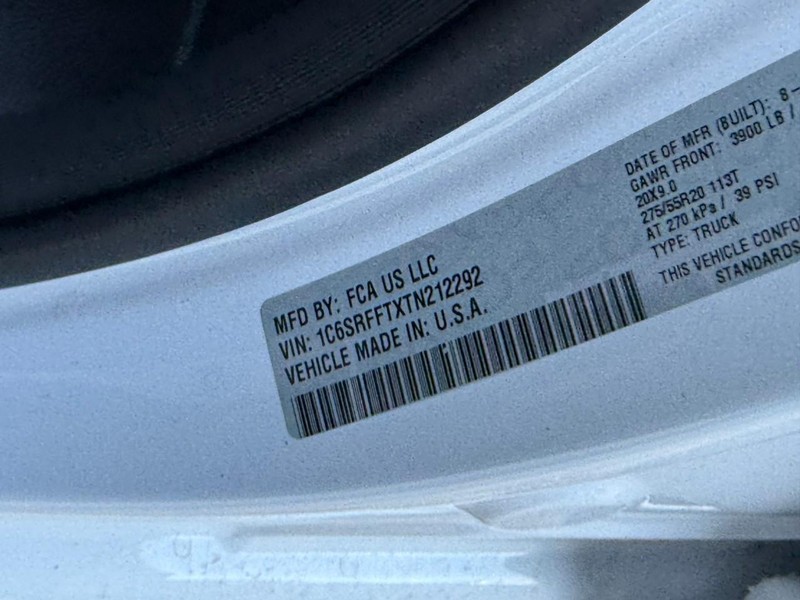 MFD BY: FCA US LLC
VIN: 1C6SRFFTXTN212292
VEHICLE MADE IN: U.S.A.
DATE OF MFR (BUILT): 8-
GAWR FRONT: 3900 LB /
20X9.0
275/55R20 113T
AT 270 kPa / 39 PSI
TYPE: TRUCK
THIS VEHICLE CONFO
STANDARDS